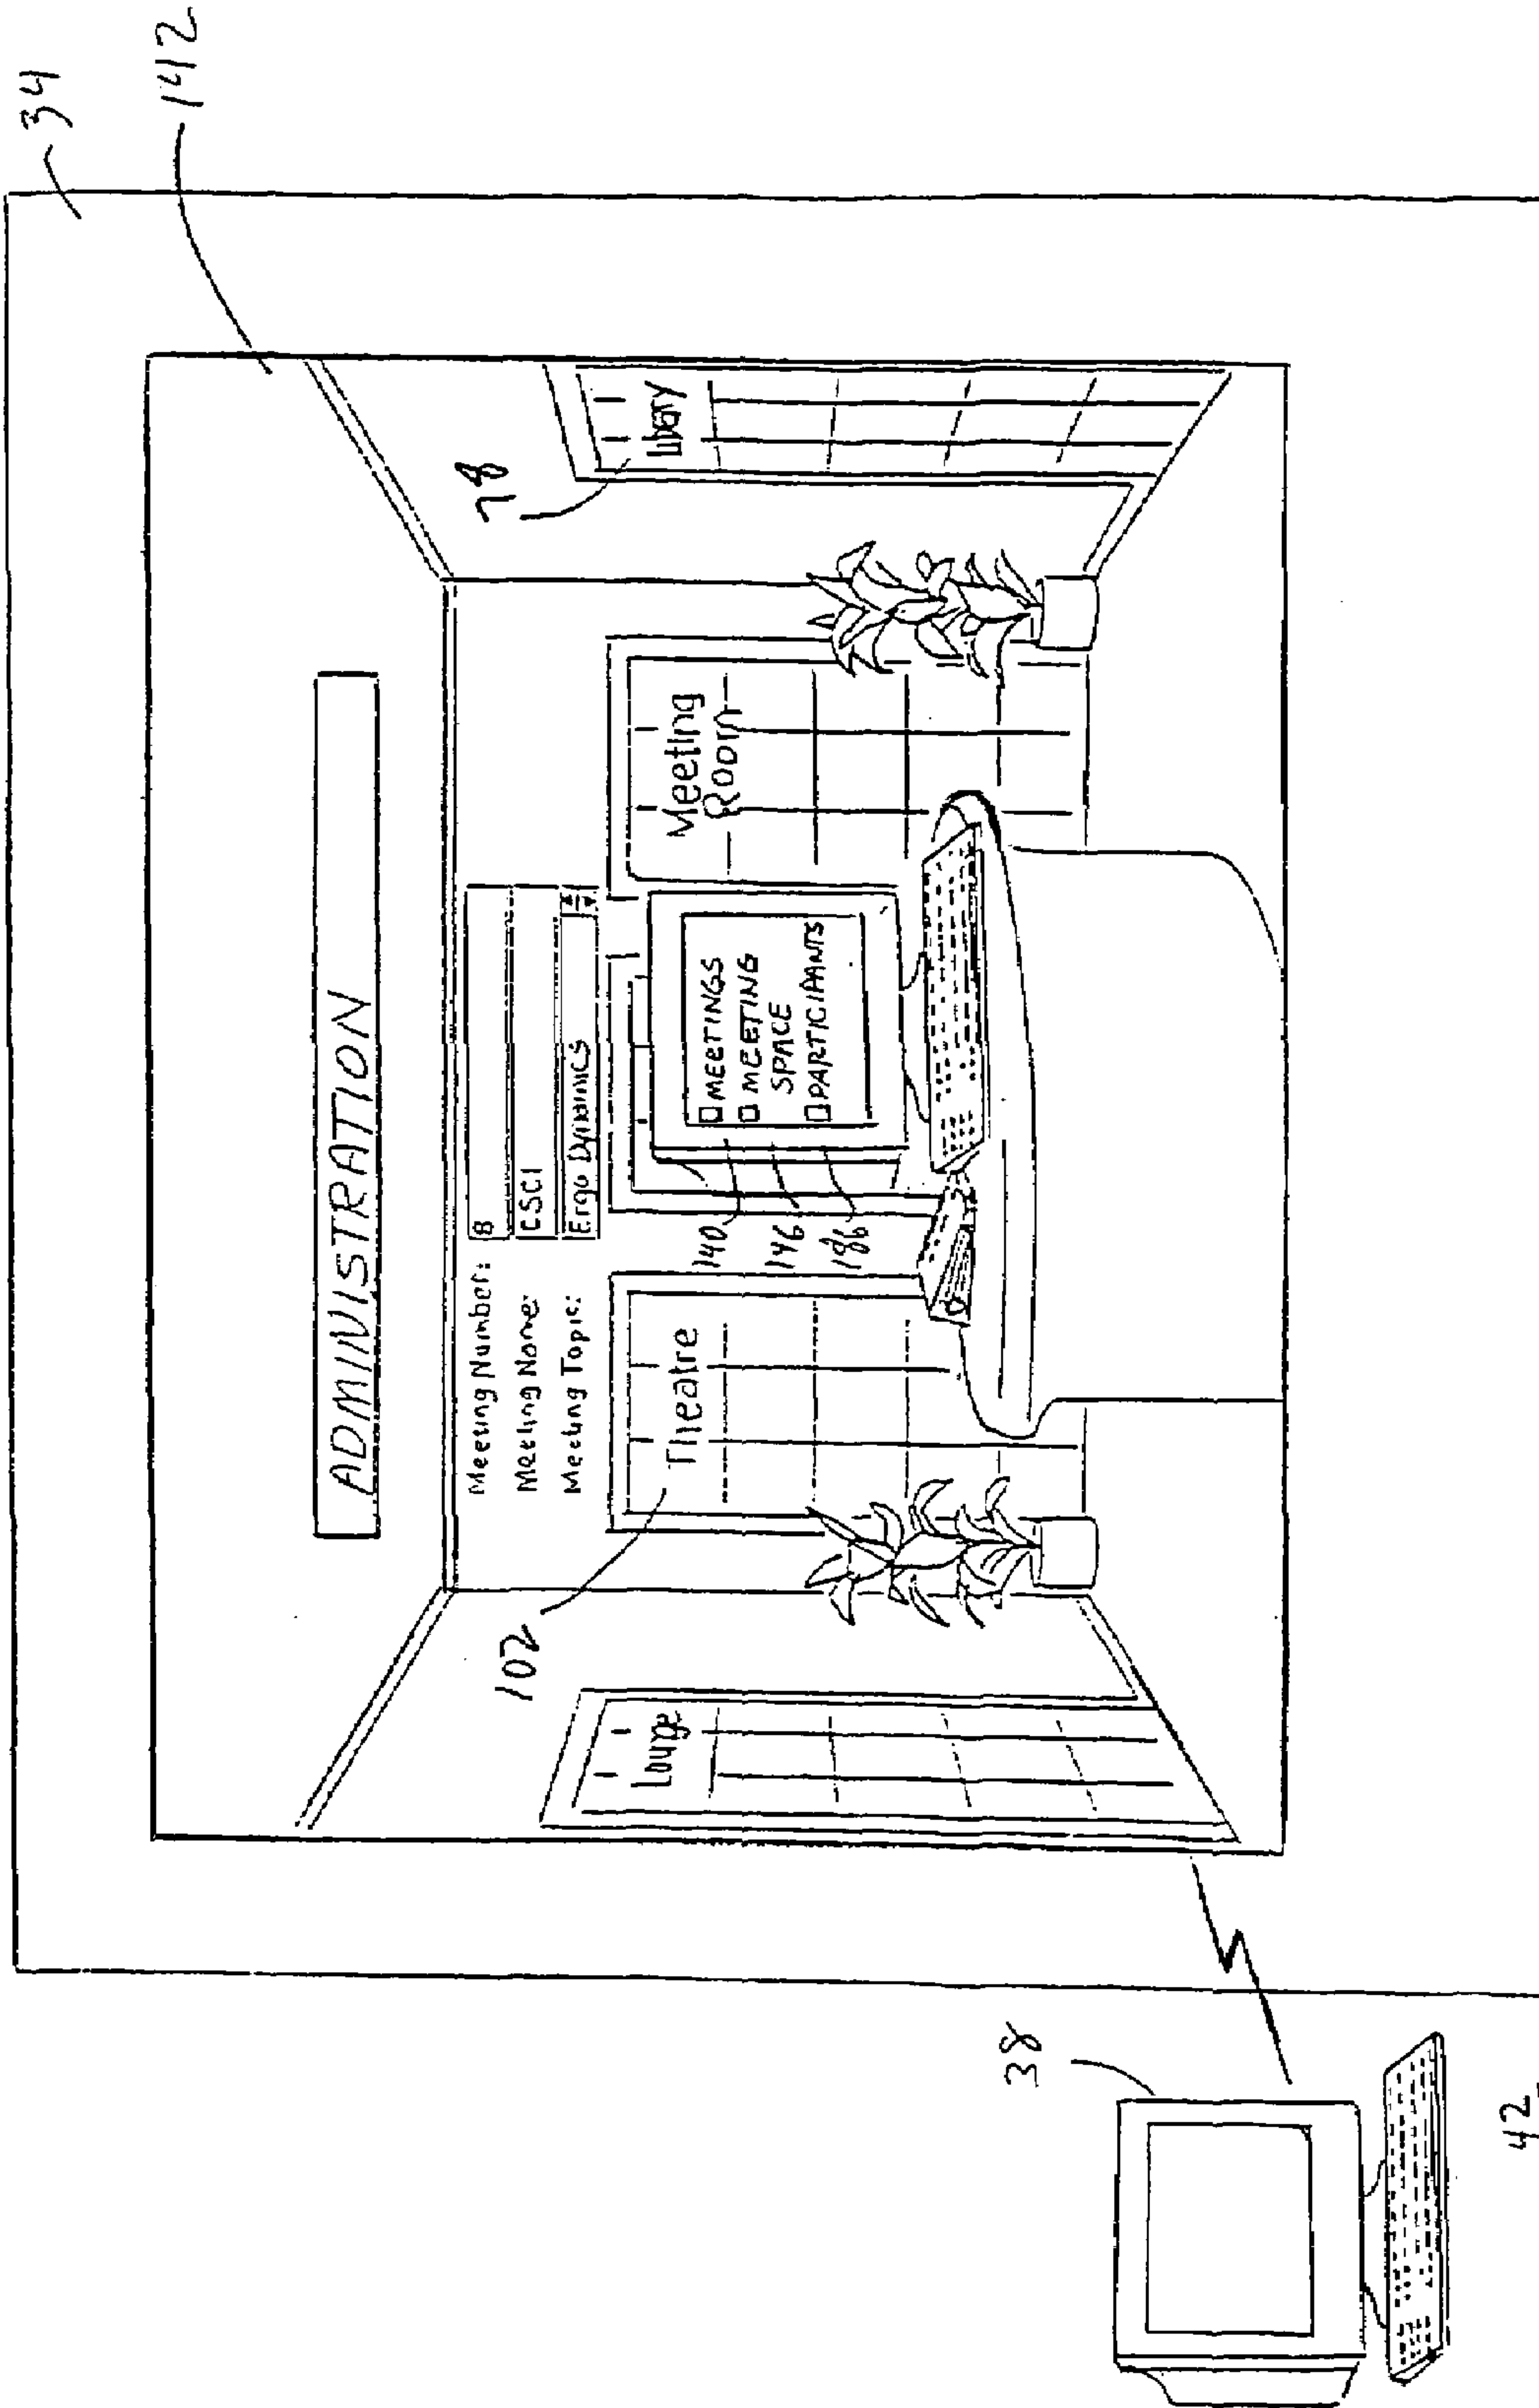 34
142
ADMINISTRATION
Meeting Number: 8
Meeting Name: CSCI
Meeting Topic: Ergo Dynamics
102
78
Lounge
Theatre
Meeting
Room
Library
140
MEETINGS
146
MEETING
SPACE
186
PARTICIPANTS
38
42